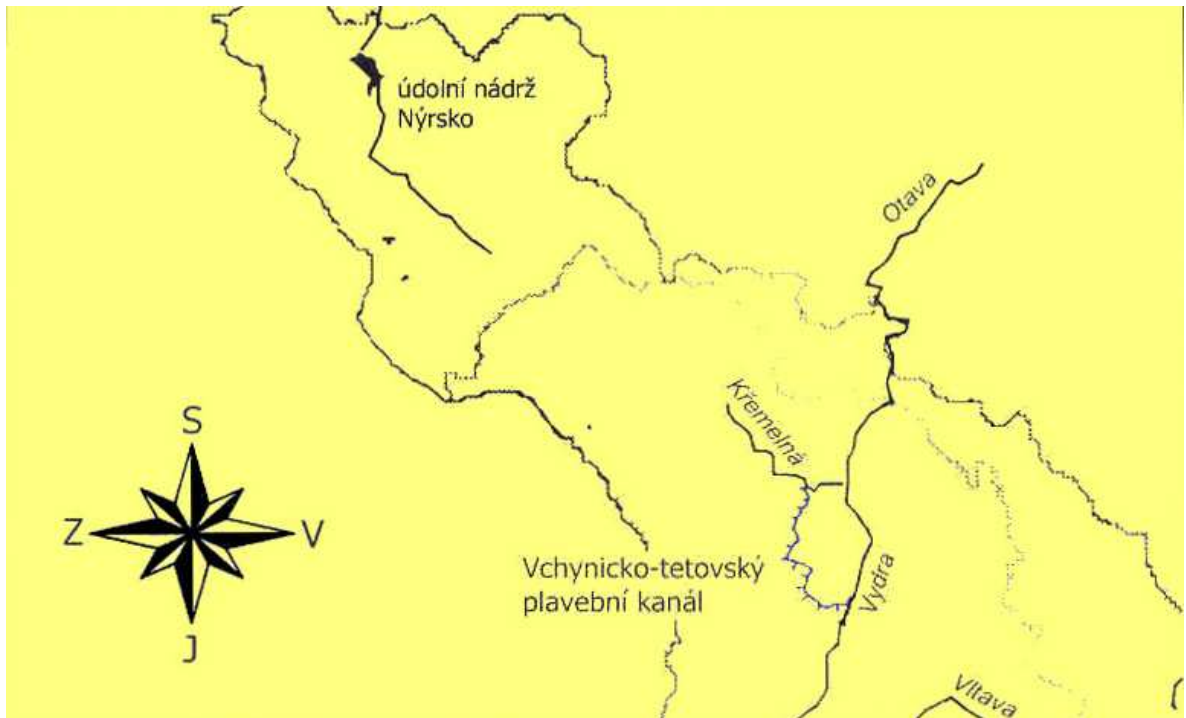 údolní nádrž
Nýrsko
Otava
Křemelná
S
Z
V
J
Vchynicko-tetovský
plavební kanál
Vydra
Vltava